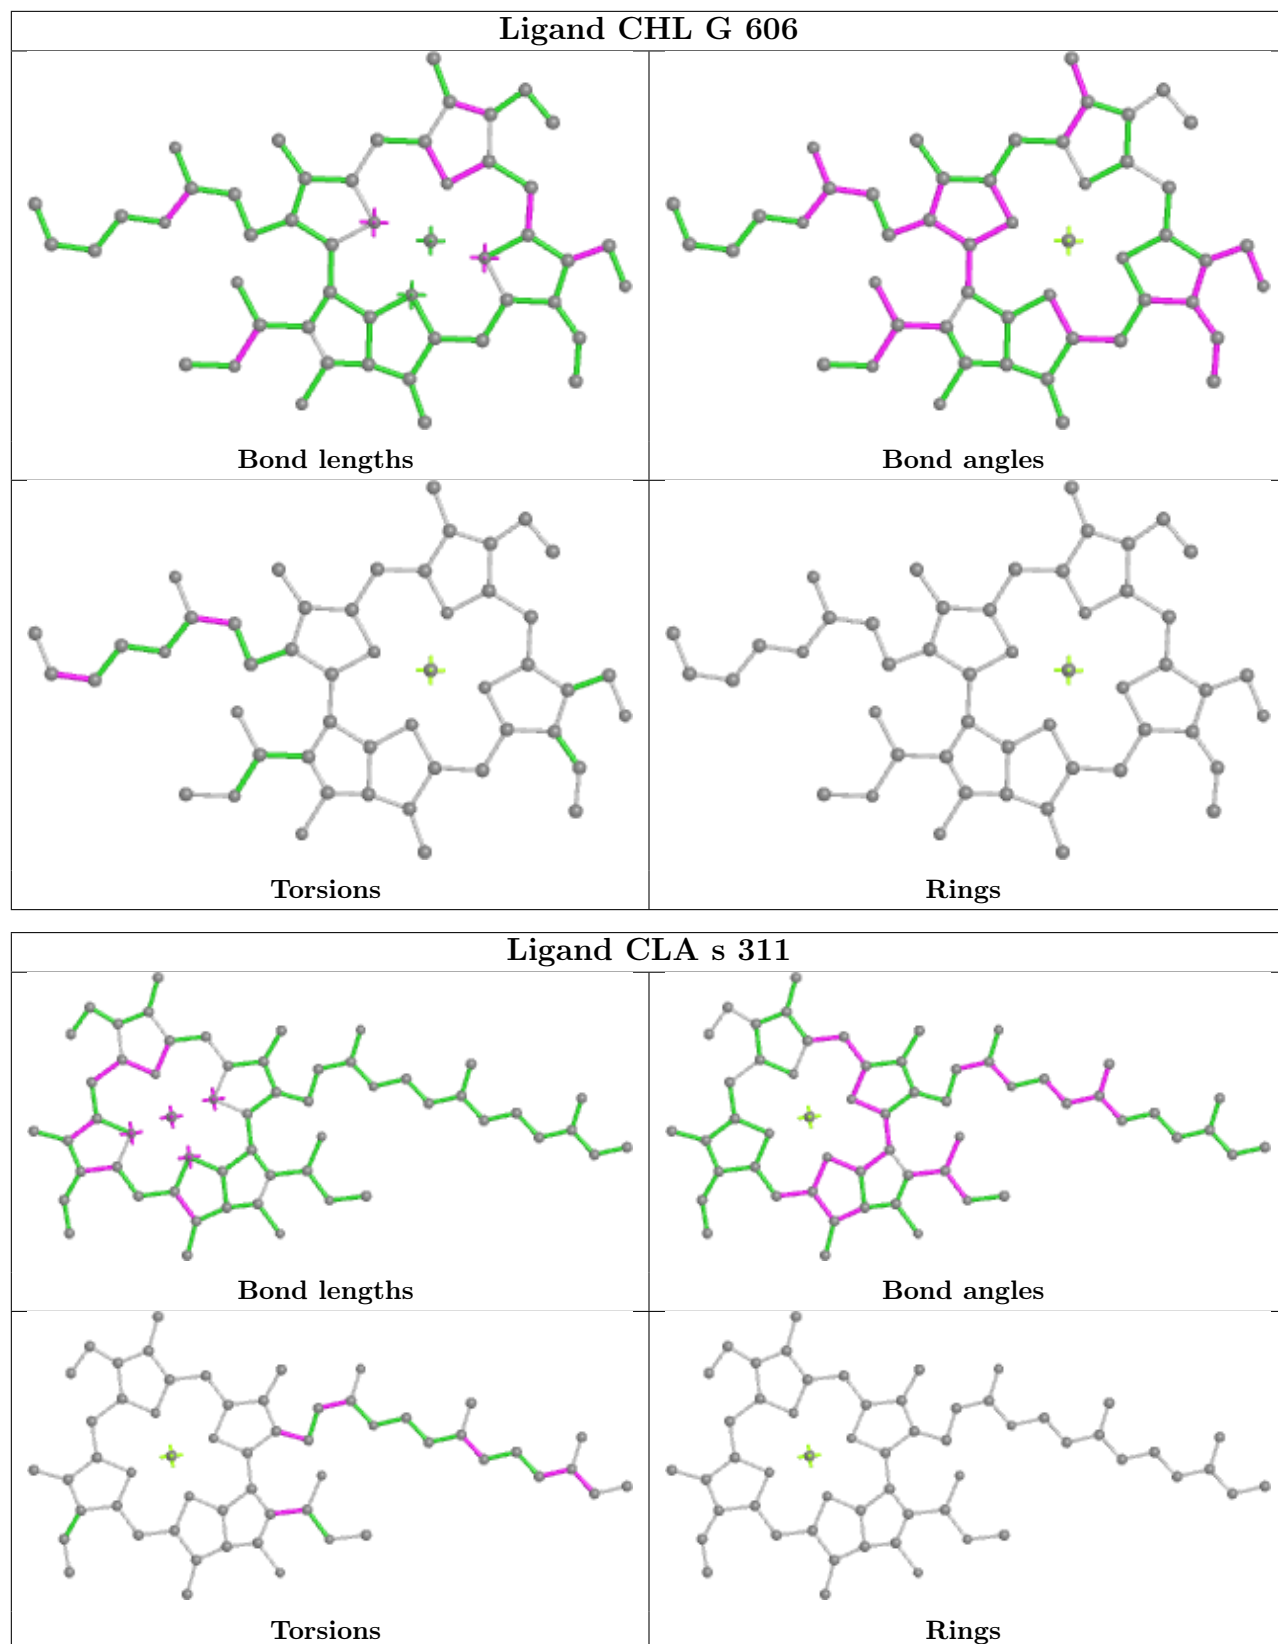 Ligand CHL G 606
Bond lengths
Bond angles
Torsions
Rings
Ligand CLA s 311
Bond lengths
Bond angles
Torsions
Rings